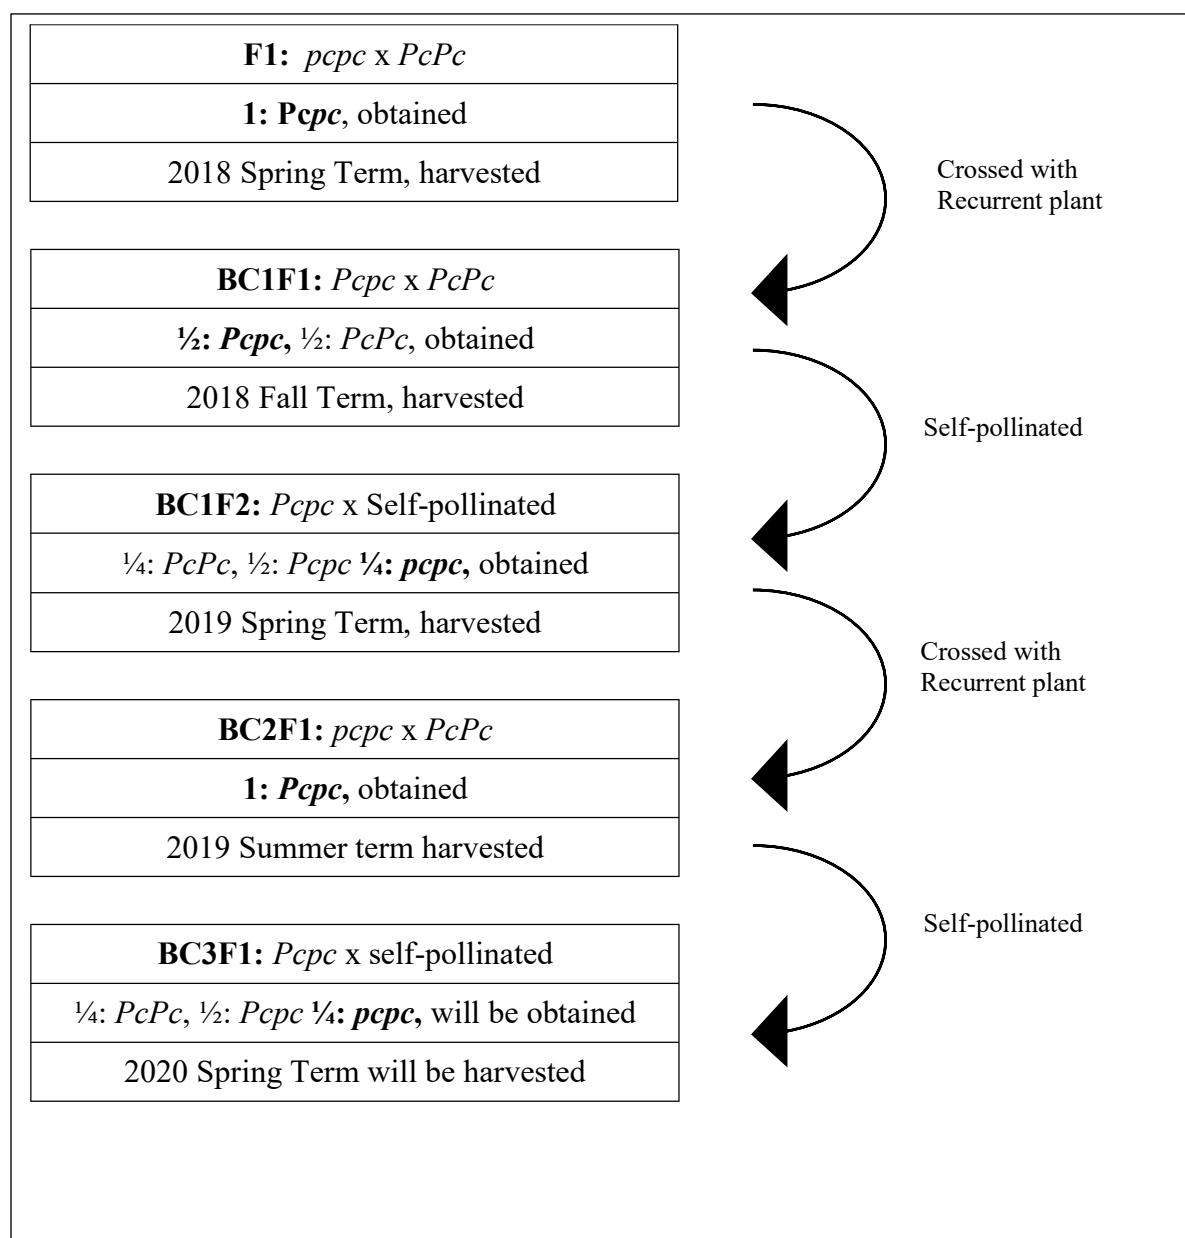 F1: pcpc x PcPc
1: Pcpc, obtained
2018 Spring Term, harvested
Crossed with
Recurrent plant
BC1F1: Pcpc x PcPc
½: Pcpc, ½: PcPc, obtained
2018 Fall Term, harvested
Self-pollinated
BC1F2: Pcpc x Self-pollinated
¼: PcPc, ½: Pcpc ¼: pcpc, obtained
2019 Spring Term, harvested
Crossed with
Recurrent plant
BC2F1: pcpc x PcPc
1: Pcpc, obtained
2019 Summer term harvested
Self-pollinated
BC3F1: Pcpc x self-pollinated
¼: PcPc, ½: Pcpc ¼: pcpc, will be obtained
2020 Spring Term will be harvested